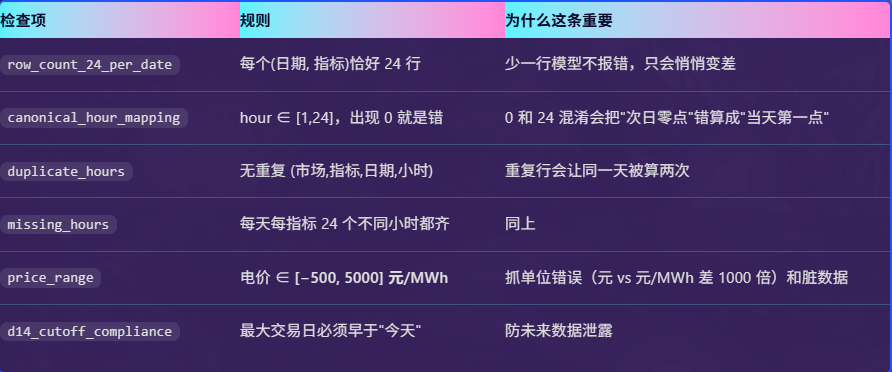 检查项 规则 为什么这条重要
row_count_24_per_date 每个(日期, 指标)恰好 24 行 少一行模型不报错，只会悄悄变差
canonical_hour_mapping hour ∈ [1,24]，出现 0 就是错 0 和 24 混淆会把"次日零点"错算成"当天第一点"
duplicate_hours 无重复 (市场,指标,日期,小时) 重复行会让同一天被算两次
missing_hours 每天每指标 24 个不同小时都齐 同上
price_range 电价 ∈ [−500, 5000] 元/MWh 抓单位错误（元 vs 元/MWh 差 1000 倍）和脏数据
d14_cutoff_compliance 最大交易日必须早于"今天" 防未来数据泄露